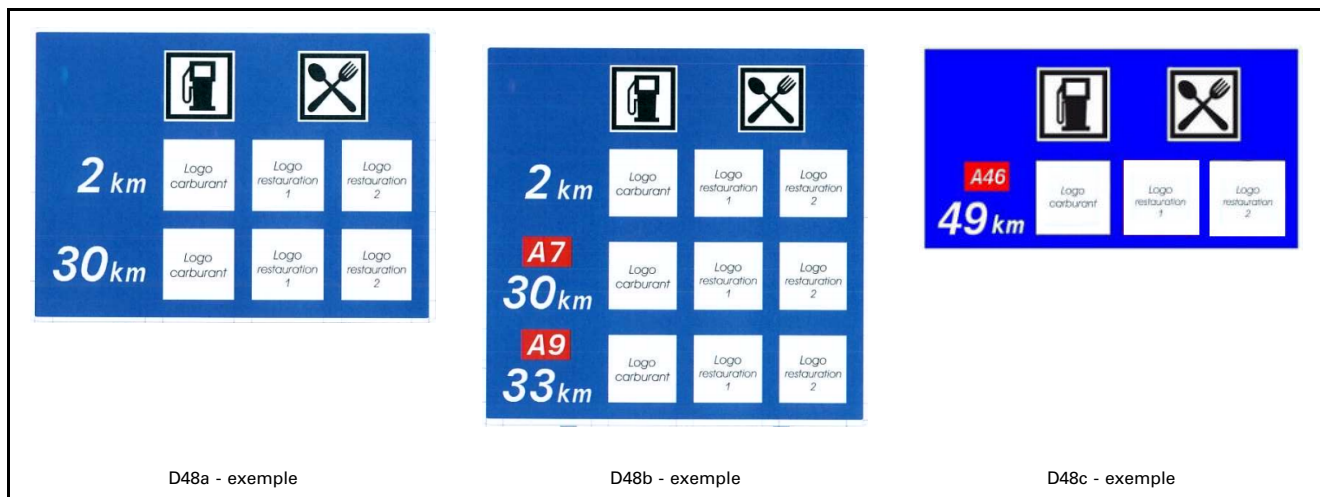 2 km
Logo
carburant
Logo
restauration
1
Logo
restauration
2
30 km
Logo
carburant
Logo
restauration
1
Logo
restauration
2
D48a - exemple
2 km
Logo
carburant
Logo
restauration
1
Logo
restauration
2
A7
30 km
Logo
carburant
Logo
restauration
1
Logo
restauration
2
A9
33 km
Logo
carburant
Logo
restauration
1
Logo
restauration
2
D48b - exemple
A46
49 km
Logo
carburant
Logo
restauration
1
Logo
restauration
2
D48c - exemple